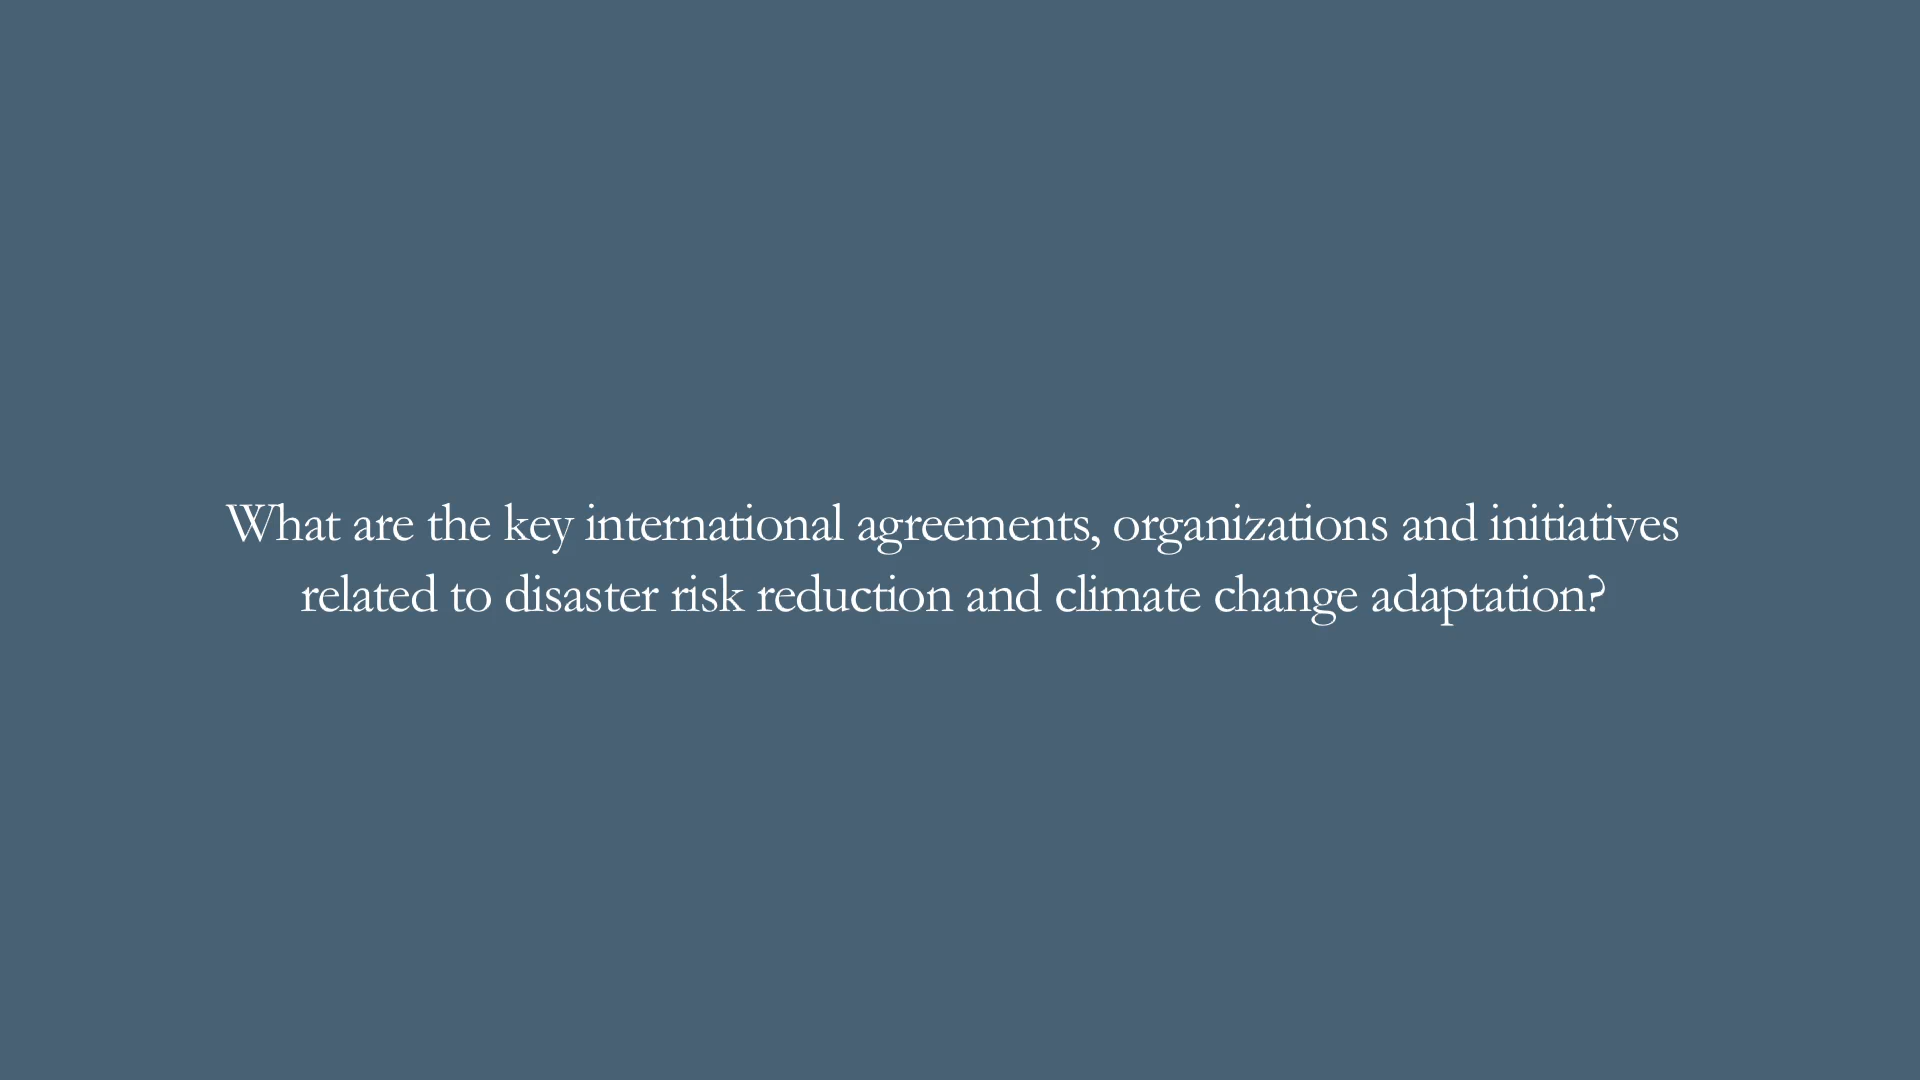 What are the key international agreements, organizations and initiatives
related to disaster risk reduction and climate change adaptation?